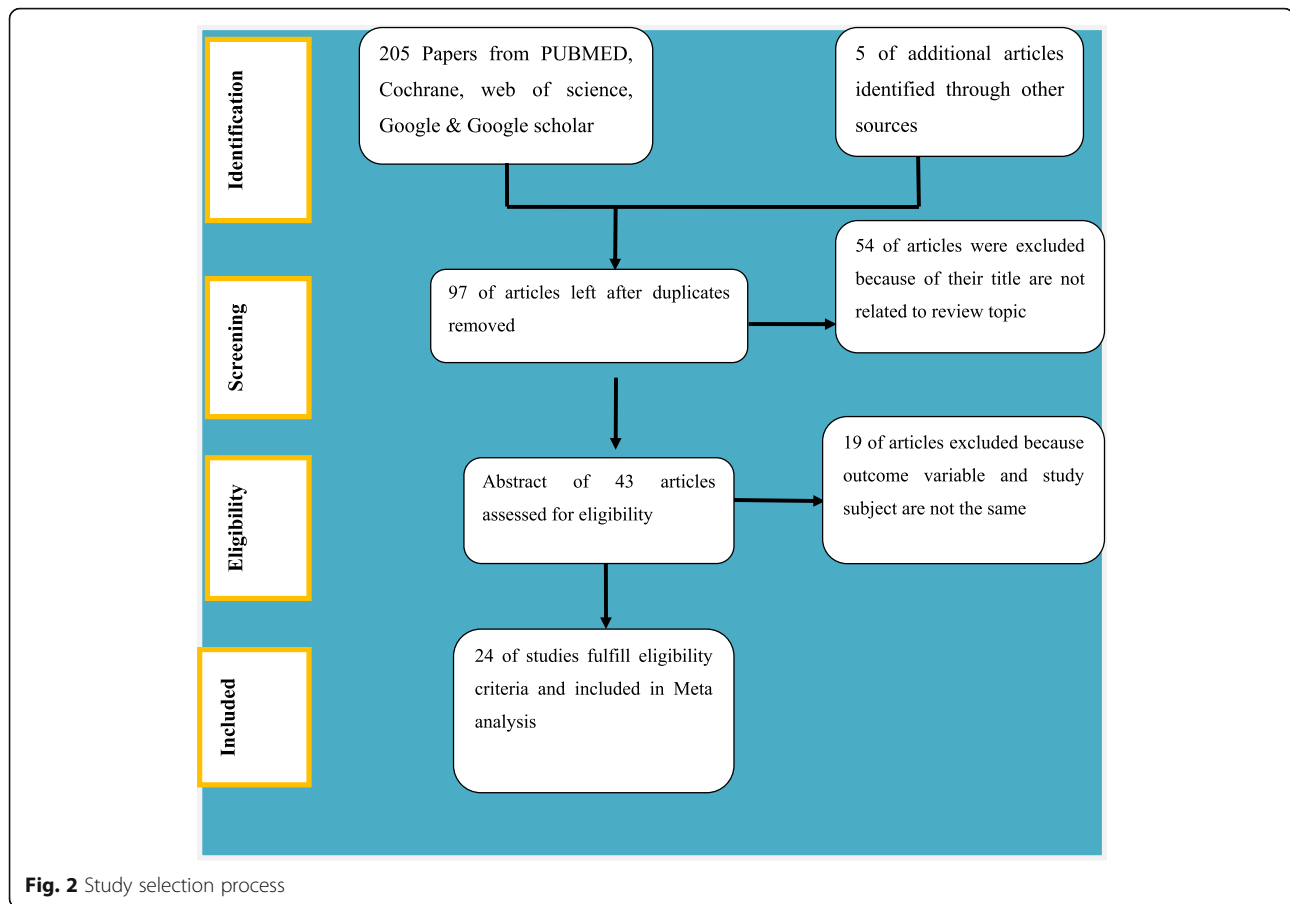 Identification
205 Papers from PUBMED,
Cochrane, web of science,
Google & Google scholar
5 of additional articles
identified through other
sources
Screening
97 of articles left after duplicates
removed
54 of articles were excluded
because of their title are not
related to review topic
Eligibility
Abstract of 43 articles
assessed for eligibility
19 of articles excluded because
outcome variable and study
subject are not the same
Included
24 of studies fulfill eligibility
criteria and included in Meta
analysis
Fig. 2 Study selection process